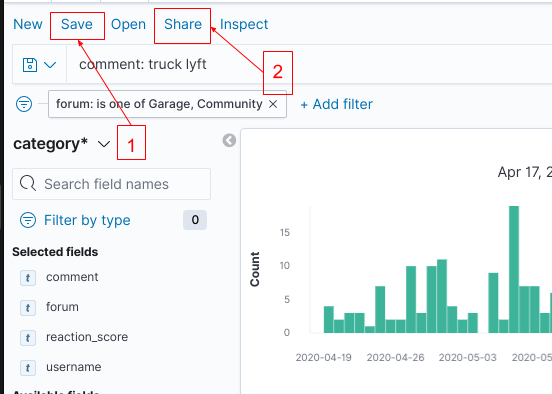 New Save Open Share Inspect
comment: truck lyft
2
forum: is one of Garage, Community × + Add filter
category*
1
Search field names
Filter by type 0
Selected fields
t comment
t forum
t reaction_score
t username
Apr 17, 2
Count
15
10
5
0
2020-04-19 2020-04-26 2020-05-03 2020-05
Available fields